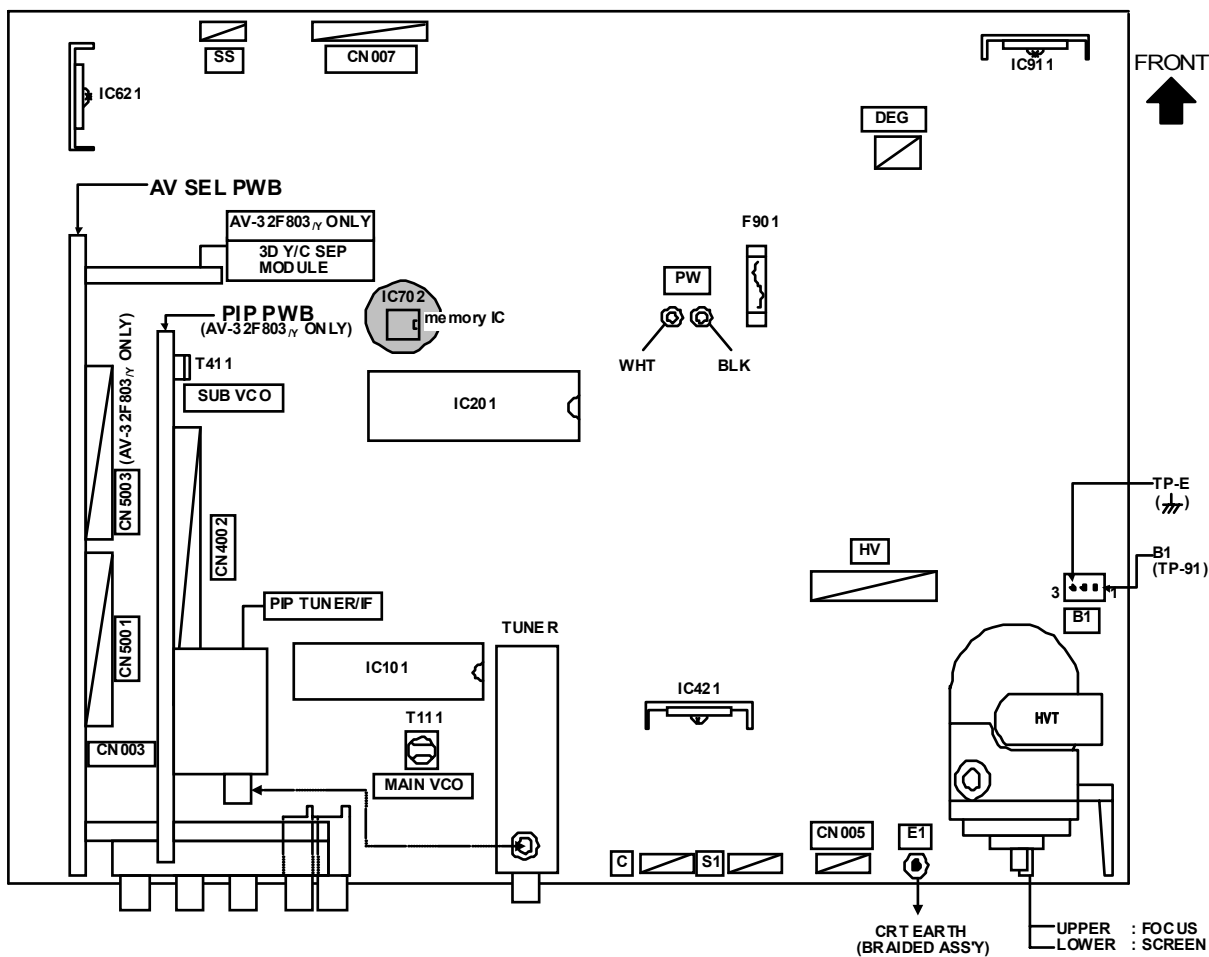 SS
CN007
IC911
FRONT
IC621
DEG
AV SEL PWB
AV-32F803/Y ONLY
3D Y/C SEP
MODULE
F901
PW
IC702
memory IC
PIP PWB
(AV-32F803/Y ONLY)
WHT
BLK
T411
SUB VCO
IC201
(AV-32F803/Y ONLY)
CN5003
CN4002
TP-E
( )
HV
B1
(TP-91)
3
1
B1
PIP TUNER/IF
TUNER
CN5001
IC101
IC421
HVT
T111
CN003
MAIN VCO
CN005
E1
C
S1
CRT EARTH
(BRAIDED ASS'Y)
UPPER : FOCUS
LOWER : SCREEN